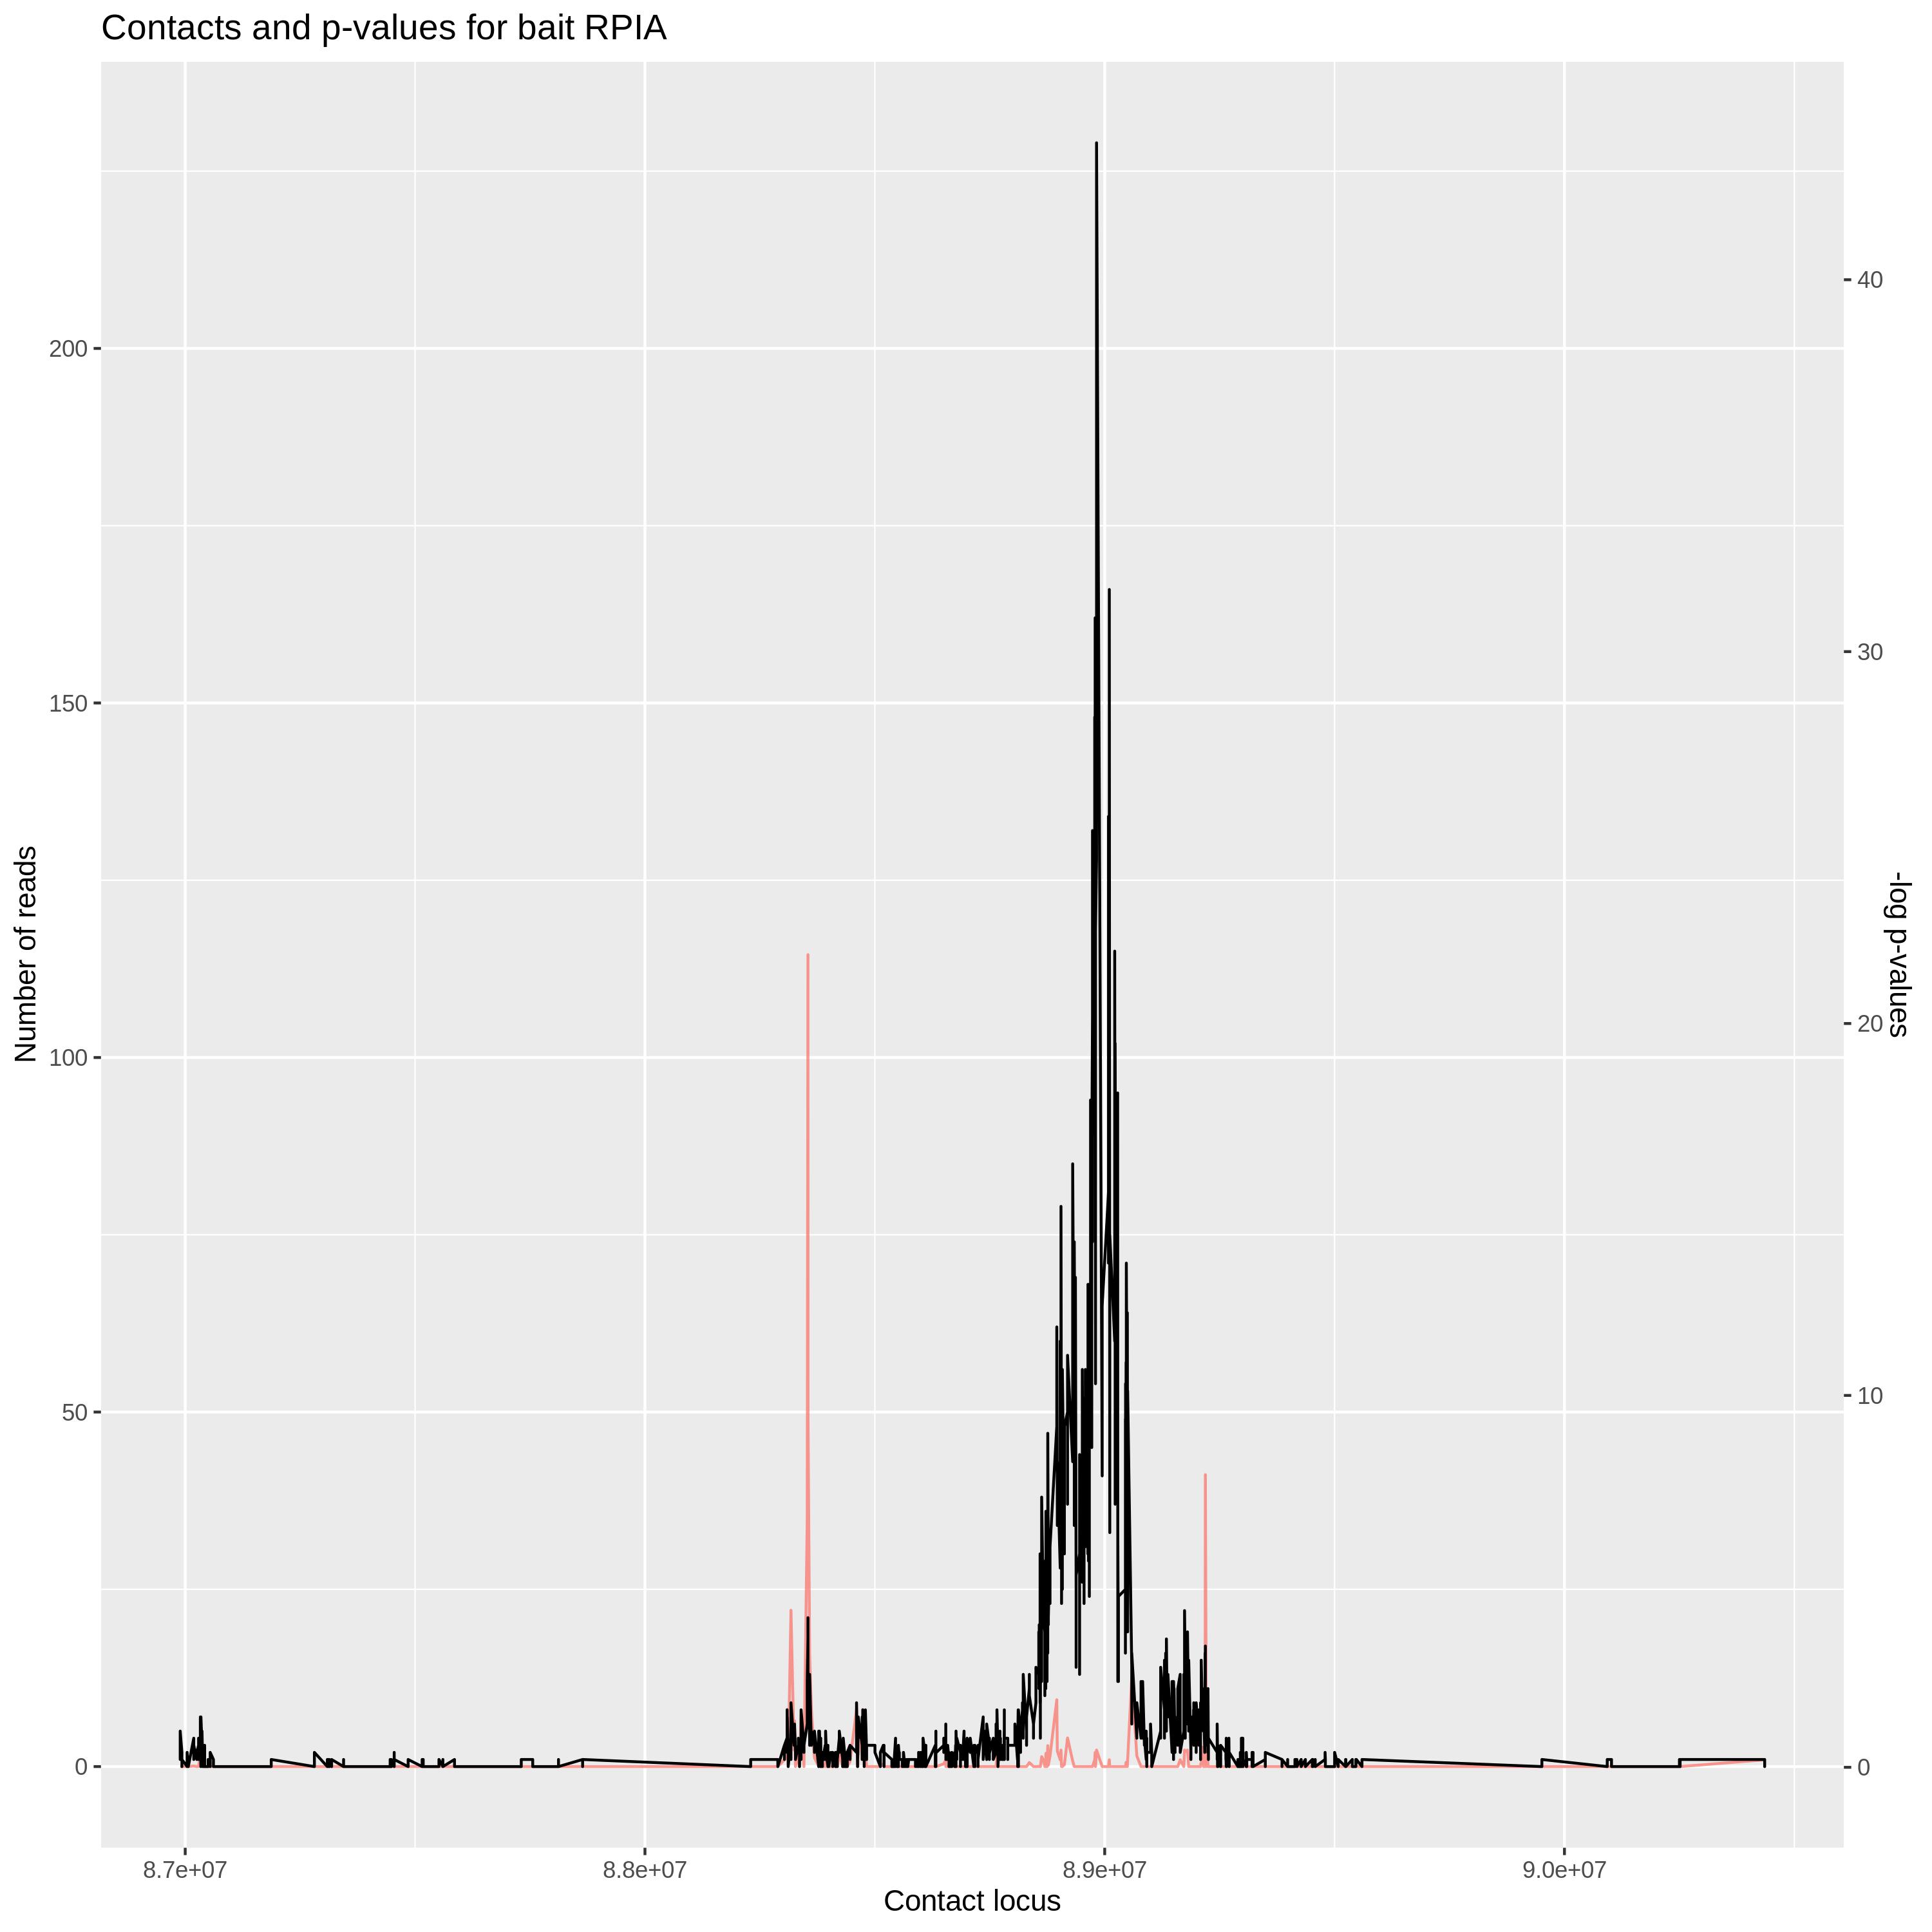 Contacts and p-values for bait RPIA
200
150
100
50
0
Number of reads
40
30
20
10
0
-log p-values
8.7e+07
8.8e+07
8.9e+07
9.0e+07
Contact locus